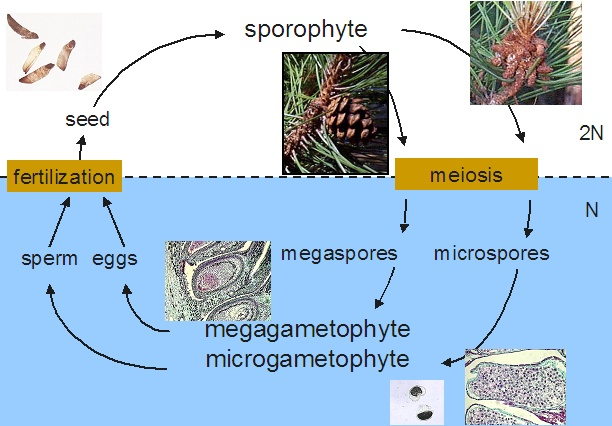 sporophyte
seed
2N
fertilization
meiosis
N
sperm eggs
megaspores microspores
megagametophyte
microgametophyte